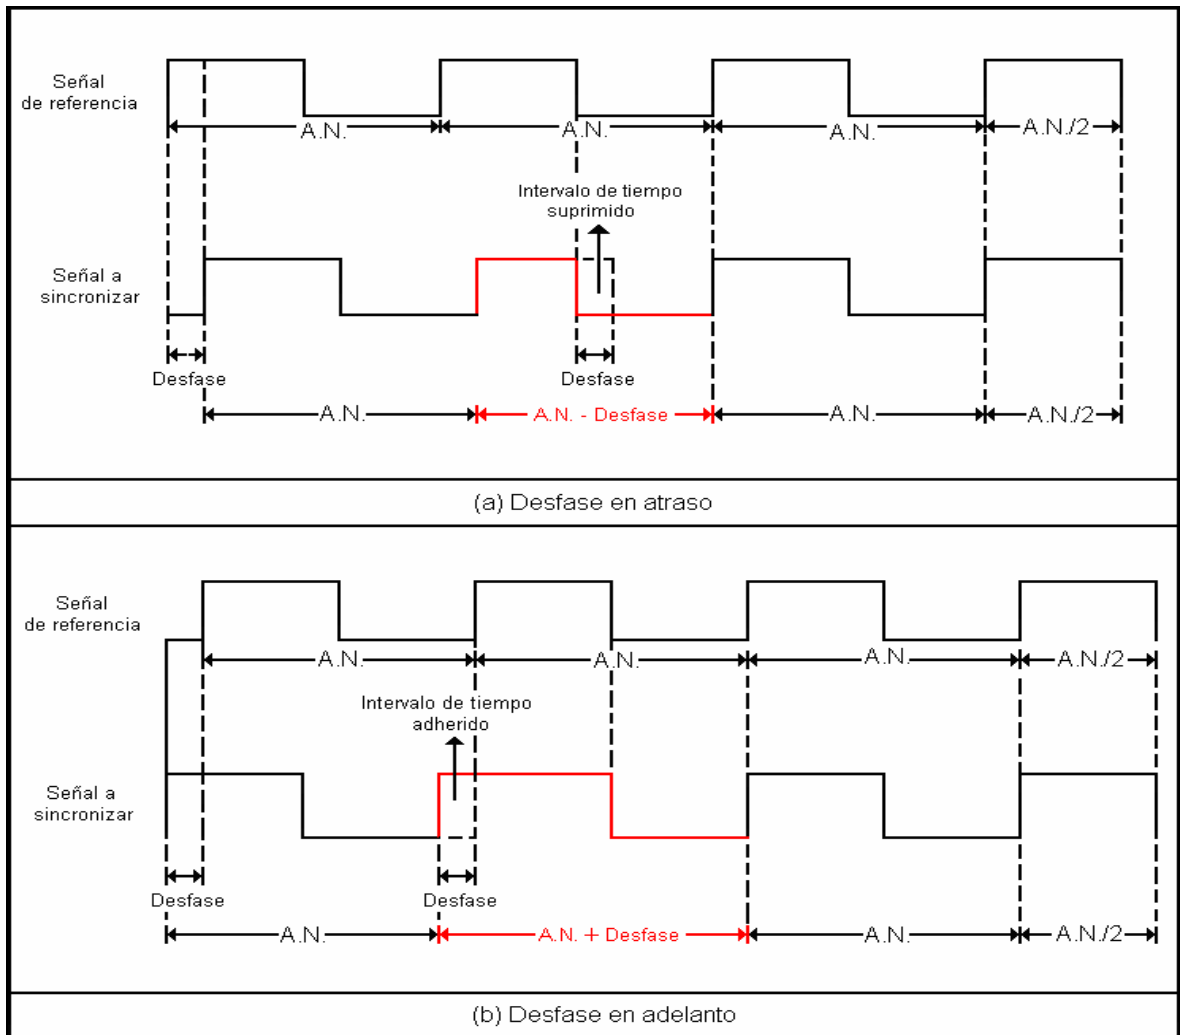 Señal
de referencia
A.N.
A.N.
A.N.
A.N./2
Intervalo de tiempo
suprimido
Señal a
sincronizar
Desfase
Desfase
A.N.
A.N. - Desfase
A.N.
A.N./2
(a) Desfase en atraso
Señal
de referencia
A.N.
A.N.
A.N.
A.N./2
Intervalo de tiempo
adherido
Señal a
sincronizar
Desfase
Desfase
A.N.
A.N. + Desfase
A.N.
A.N./2
(b) Desfase en adelanto